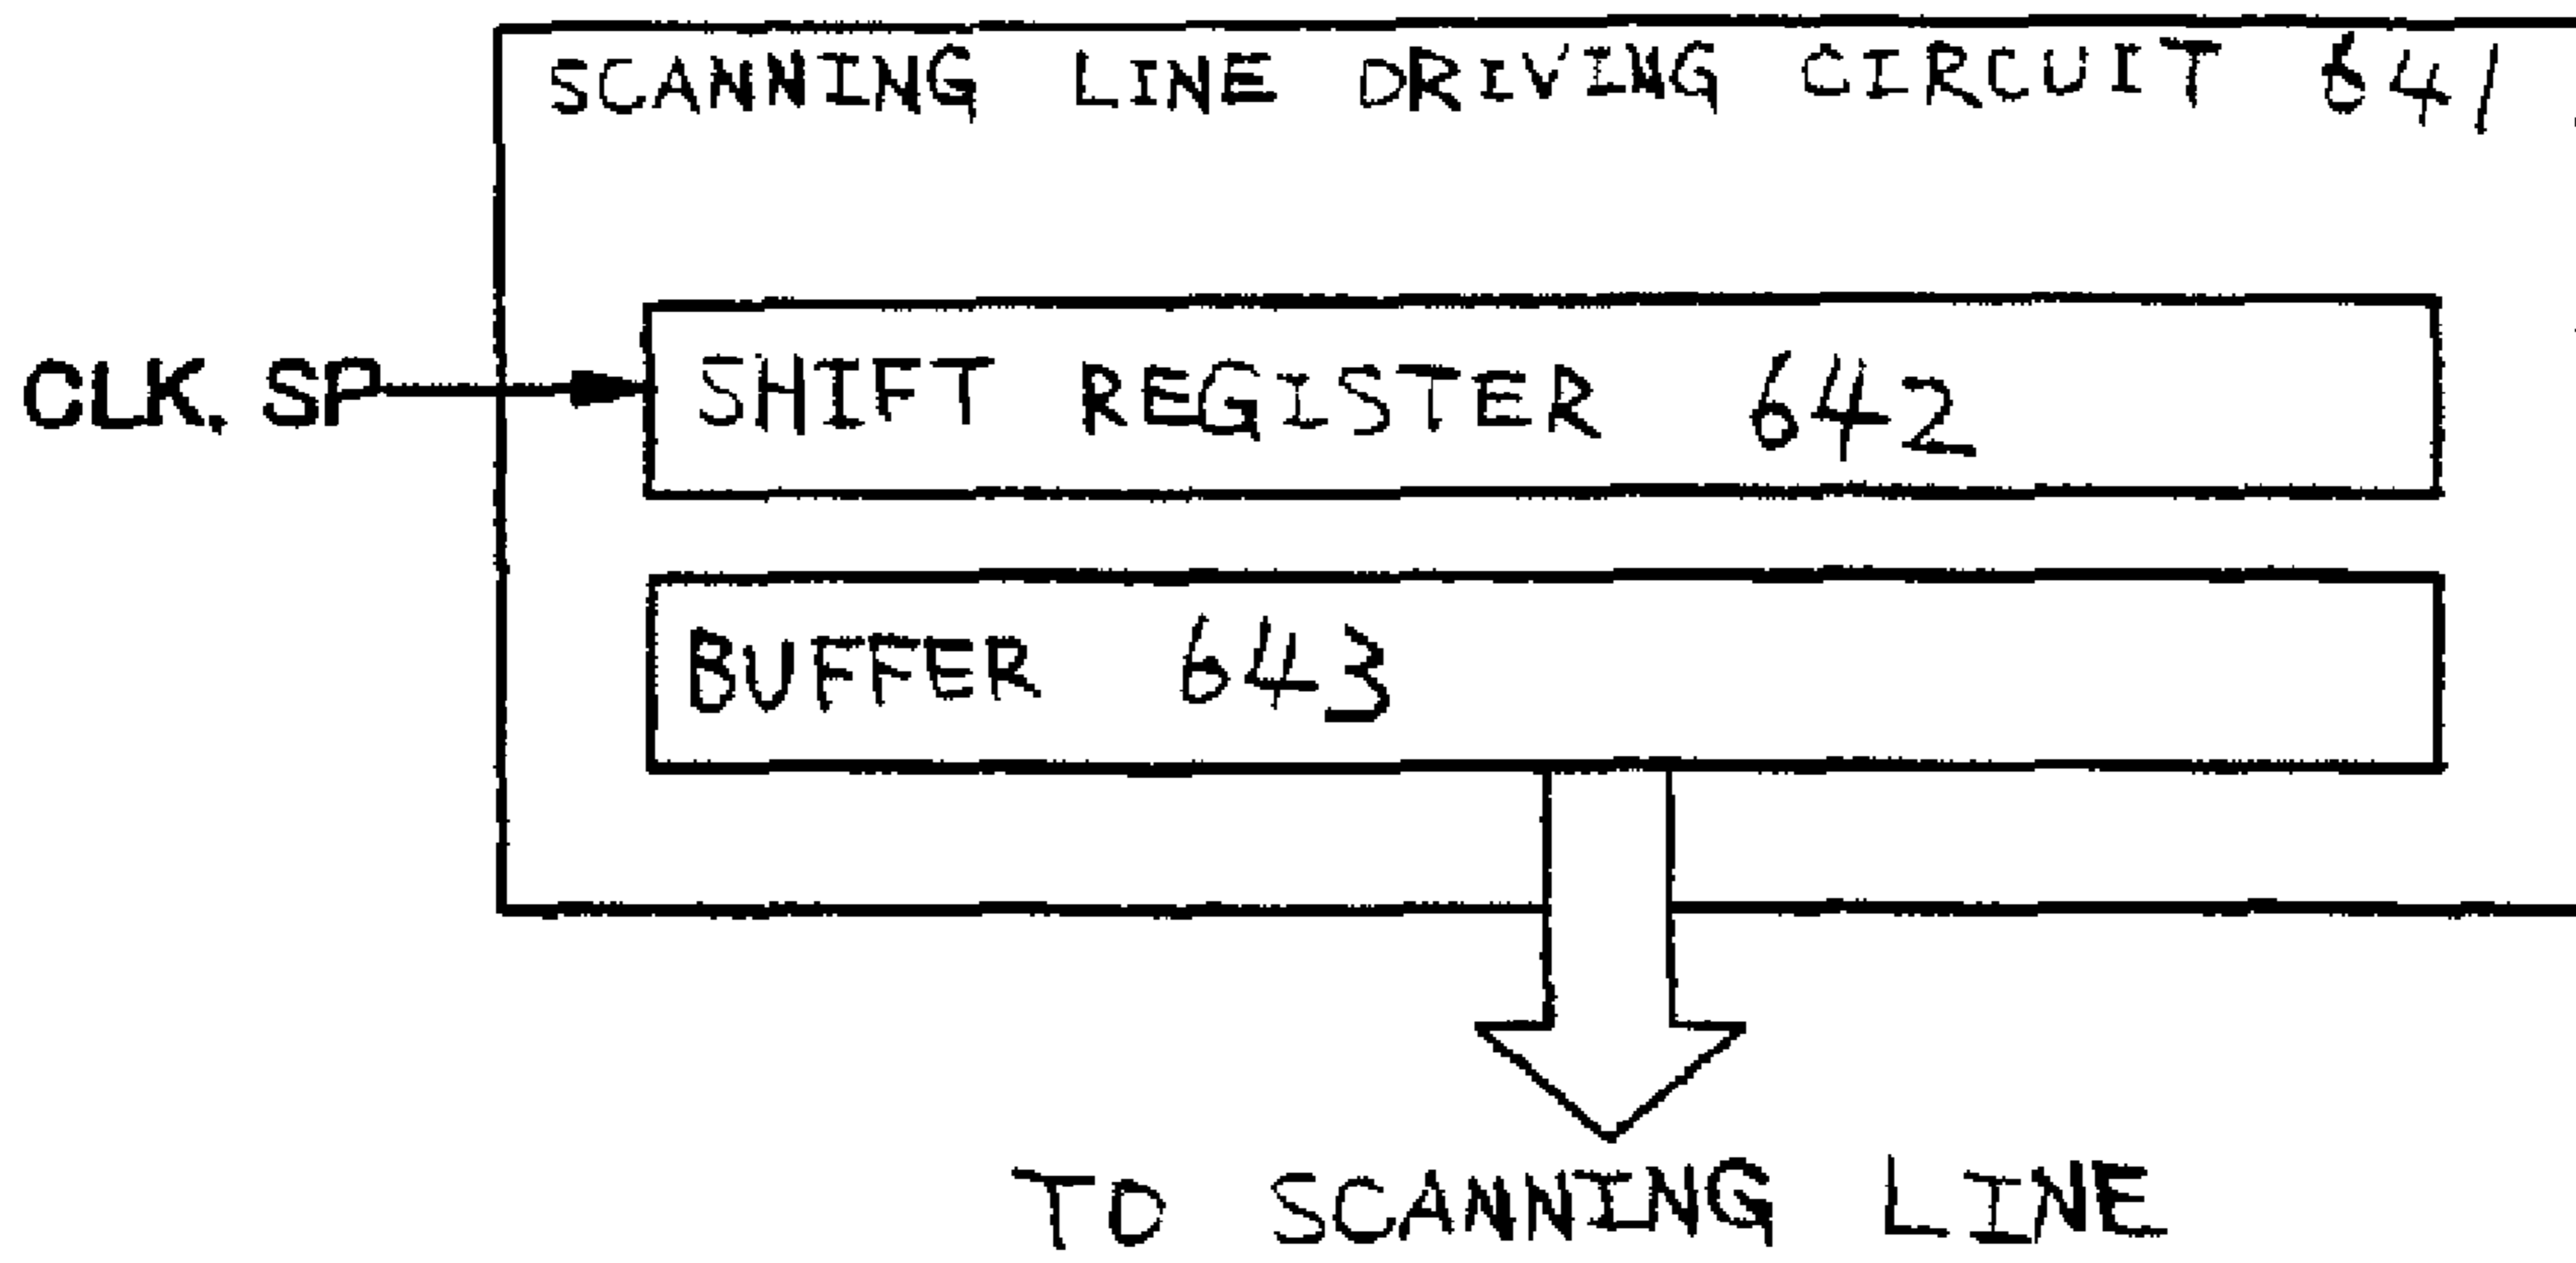 SCANNING LINE DRIVING CIRCUIT 641
CLK, SP
SHIFT REGISTER 642
BUFFER 643
TO SCANNING LINE